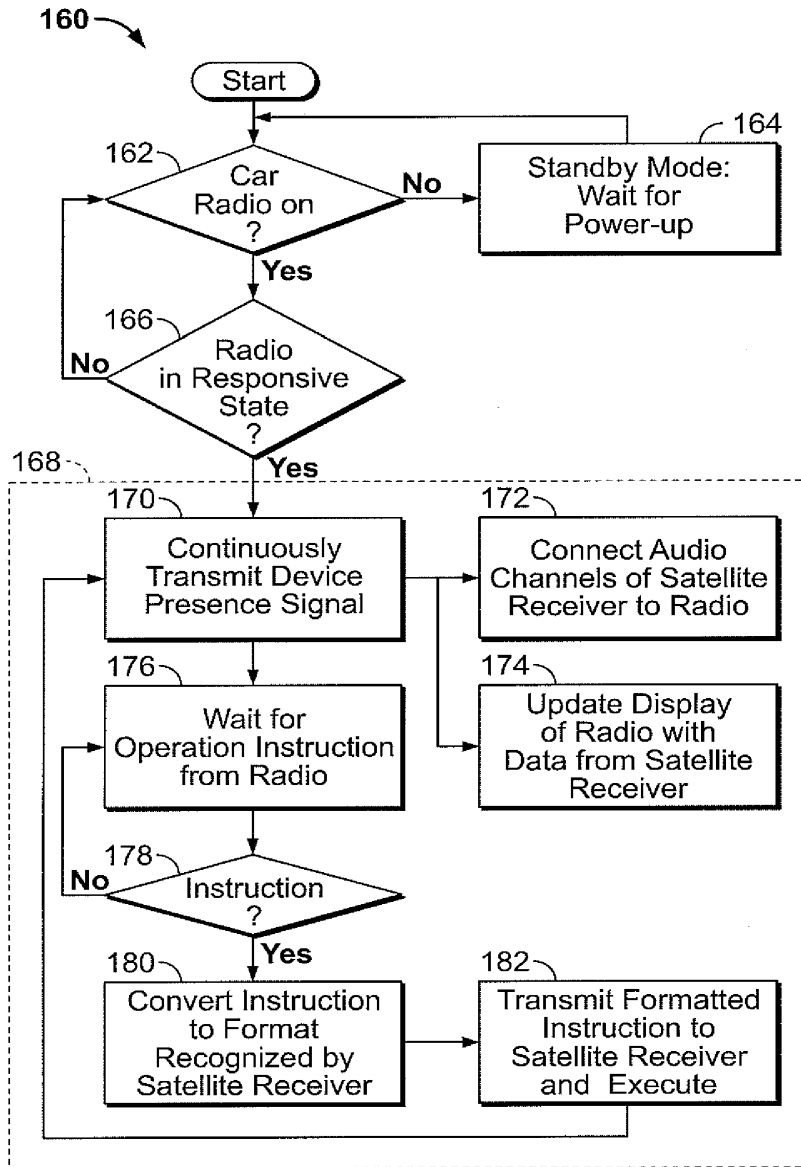 160
Start
162
Car
Radio on
?
No
164
Standby Mode:
Wait for
Power-up
Yes
166
No
Radio
in Responsive
State
?
Yes
168
170
Continuously
Transmit Device
Presence Signal
172
Connect Audio
Channels of Satellite
Receiver to Radio
176
Wait for
Operation Instruction
from Radio
174
Update Display
of Radio with
Data from Satellite
Receiver
178
No
Instruction
?
Yes
180
Convert Instruction
to Format
Recognized by
Satellite Receiver
182
Transmit Formatted
Instruction to
Satellite Receiver
and Execute